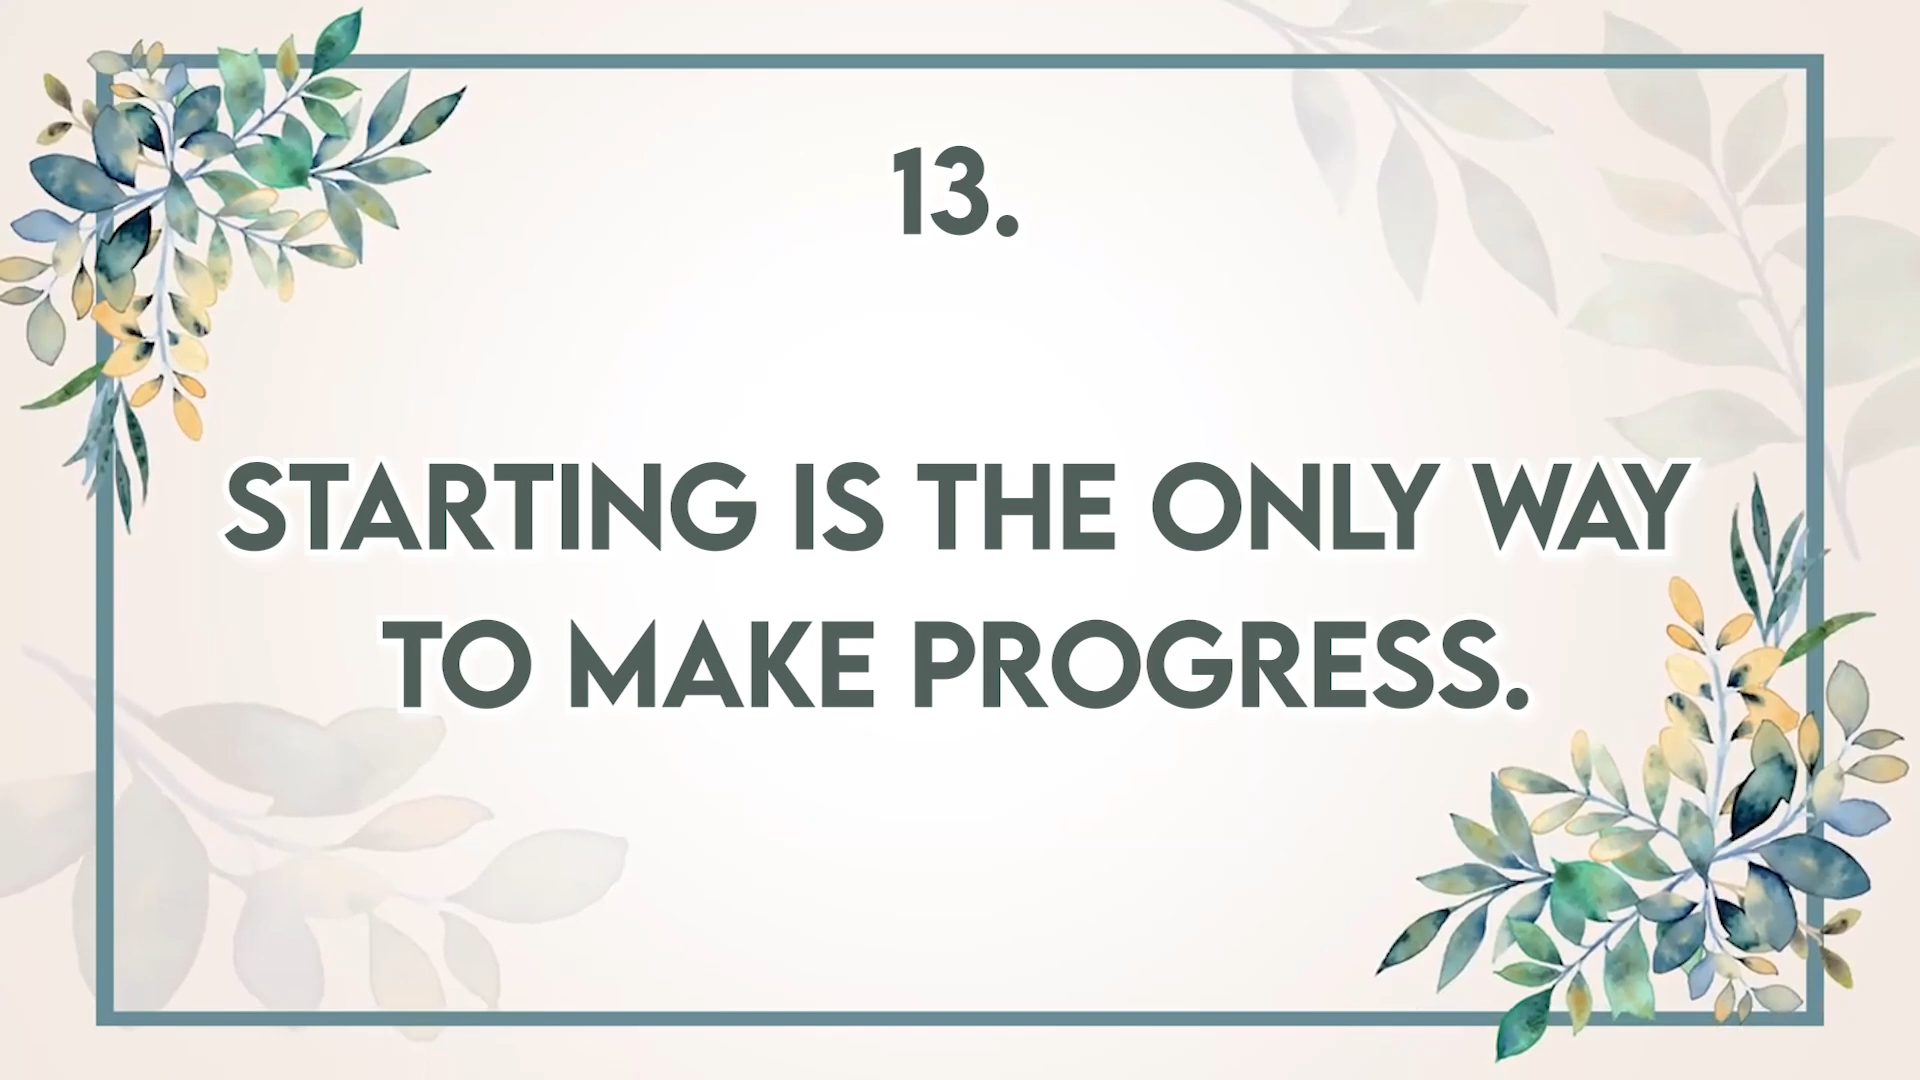 13.
STARTING IS THE ONLY WAY
TO MAKE PROGRESS.